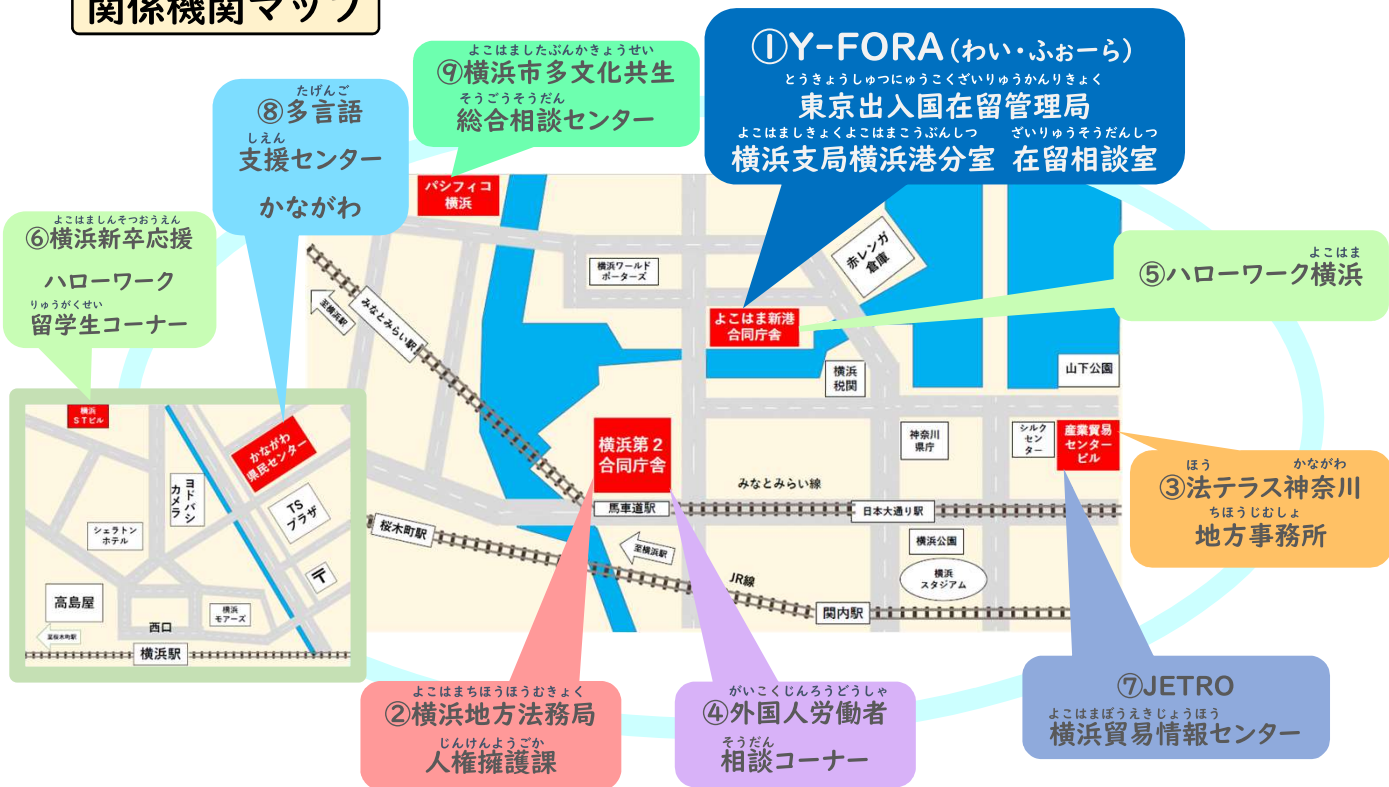 関係機関マップ
よこはましたぶんかきょうせい
⑨横浜市多文化共生
そうごうそうだん
総合相談センター
①Y-FORA(わい・ふぉーら)
とうきょうしゅつにゅうこくざいりゅうかんりきょく
東京出入国在留管理局
よこはましきょくよこはまこうぶんしつ ざいりゅうそうだんしつ
横浜支局横浜港分室 在留相談室
たげんご
⑧多言語
しえん
支援センター
かながわ
よこはましんそつおうえん
⑥横浜新卒応援
ハローワーク
りゅうがくせい
留学生コーナー
よこはま
⑤ハローワーク横浜
パシフィコ
横浜
横浜ワールド
ポーターズ
赤レンガ
倉庫
至横浜駅
みなとみらい駅
よこはま新港
合同庁舎
横浜
税関
山下公園
横浜第2
合同庁舎
神奈川
県庁
シルク
セン
ター
産業貿易
センター
ビル
みなとみらい線
馬車道駅
日本大通り駅
桜木町駅
至横浜駅
横浜公園
横浜
スタジアム
JR線
関内駅
横浜
STビル
かながわ
県民センター
ヨドバシ
カメラ
TS
プラザ
シェラトン
ホテル
〒
高島屋
横浜
モアーズ
西口
至桜木町駅
横浜駅
ほう かながわ
③法テラス神奈川
ちほうじむしょ
地方事務所
よこはまちほうほうむきょく
②横浜地方法務局
じんけんようごか
人権擁護課
がいこくじんろうどうしゃ
④外国人労働者
そうだん
相談コーナー
⑦JETRO
よこはまぼうえきじょうほう
横浜貿易情報センター